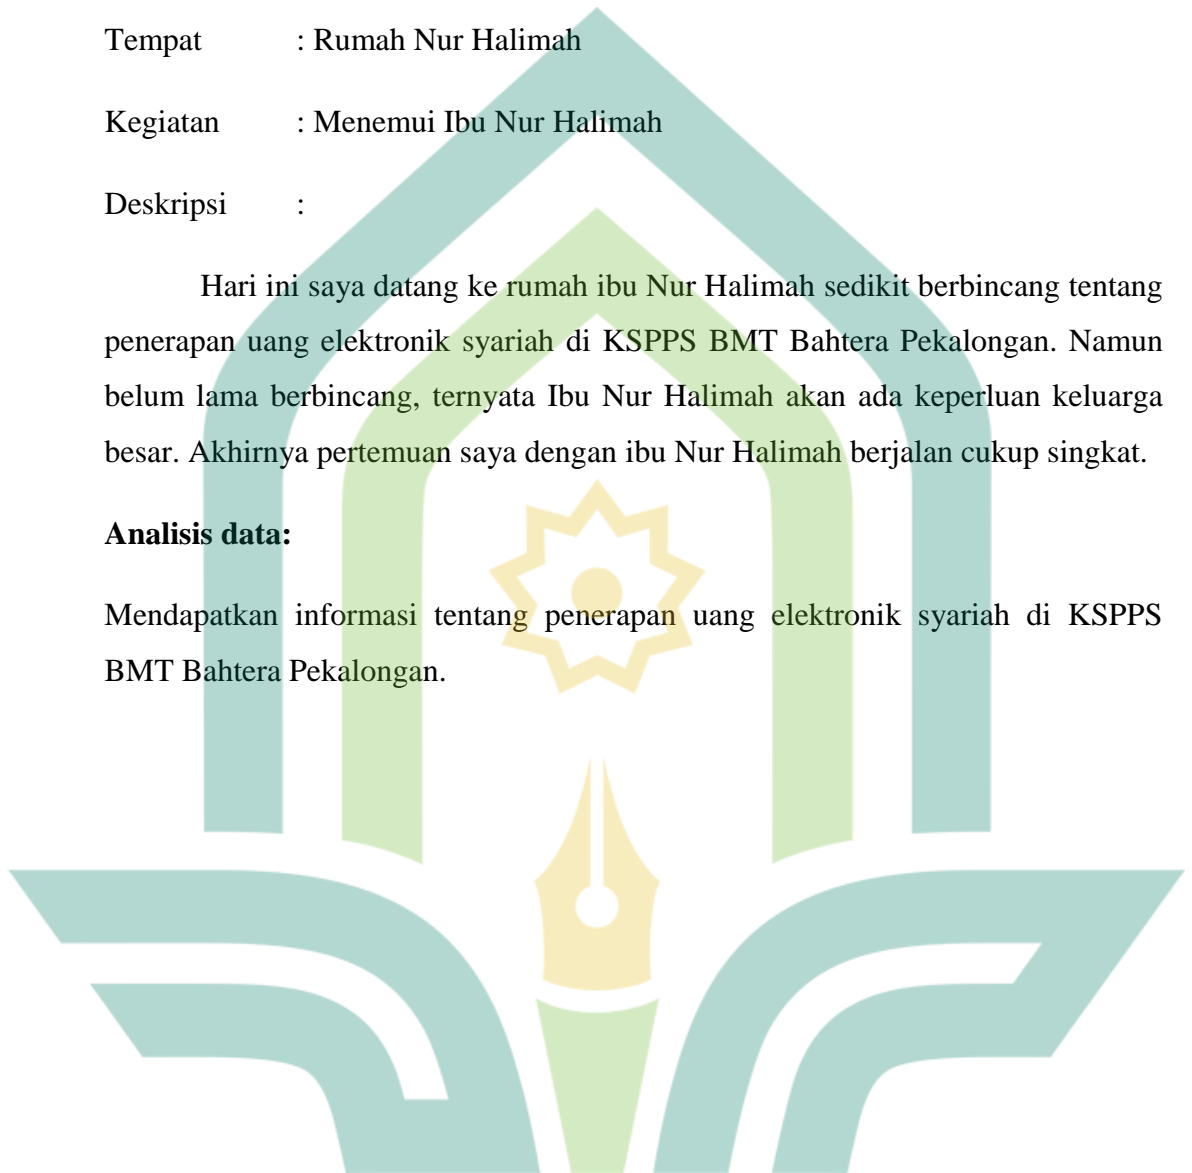 Tempat : Rumah Nur Halimah
Kegiatan : Menemui Ibu Nur Halimah
Deskripsi :
Hari ini saya datang ke rumah ibu Nur Halimah sedikit berbincang tentang
penerapan uang elektronik syariah di KSPPS BMT Bahtera Pekalongan. Namun
belum lama berbincang, ternyata Ibu Nur Halimah akan ada keperluan keluarga
besar. Akhirnya pertemuan saya dengan ibu Nur Halimah berjalan cukup singkat.
Analisis data:
Mendapatkan informasi tentang penerapan uang elektronik syariah di KSPPS
BMT Bahtera Pekalongan.